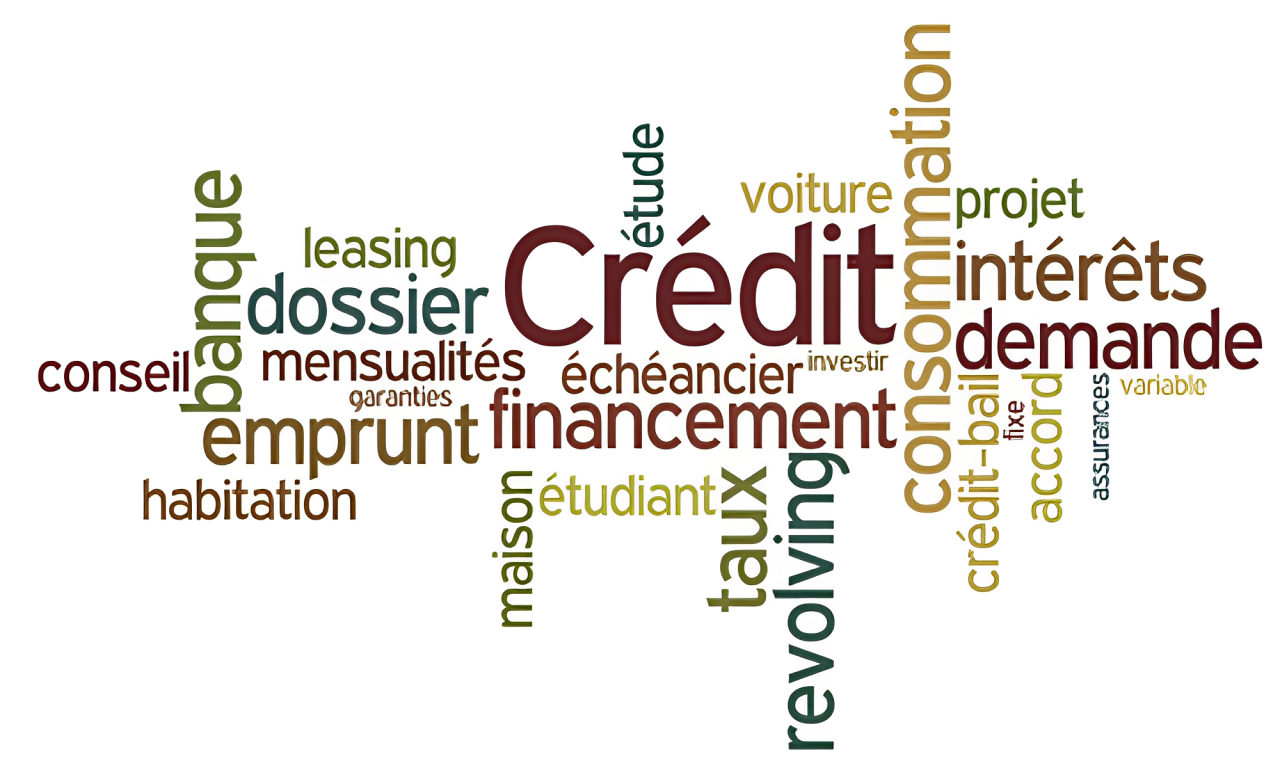 consommation
étude
banque
voiture
projet
leasing
Crédit
intérêts
dossier
demande
mensualités
échéancier
investir
conseil
garanties
financement
crédit-bail
fixe
accord
assurances
variable
emprunt
habitation
maison
étudiant
taux
revolving